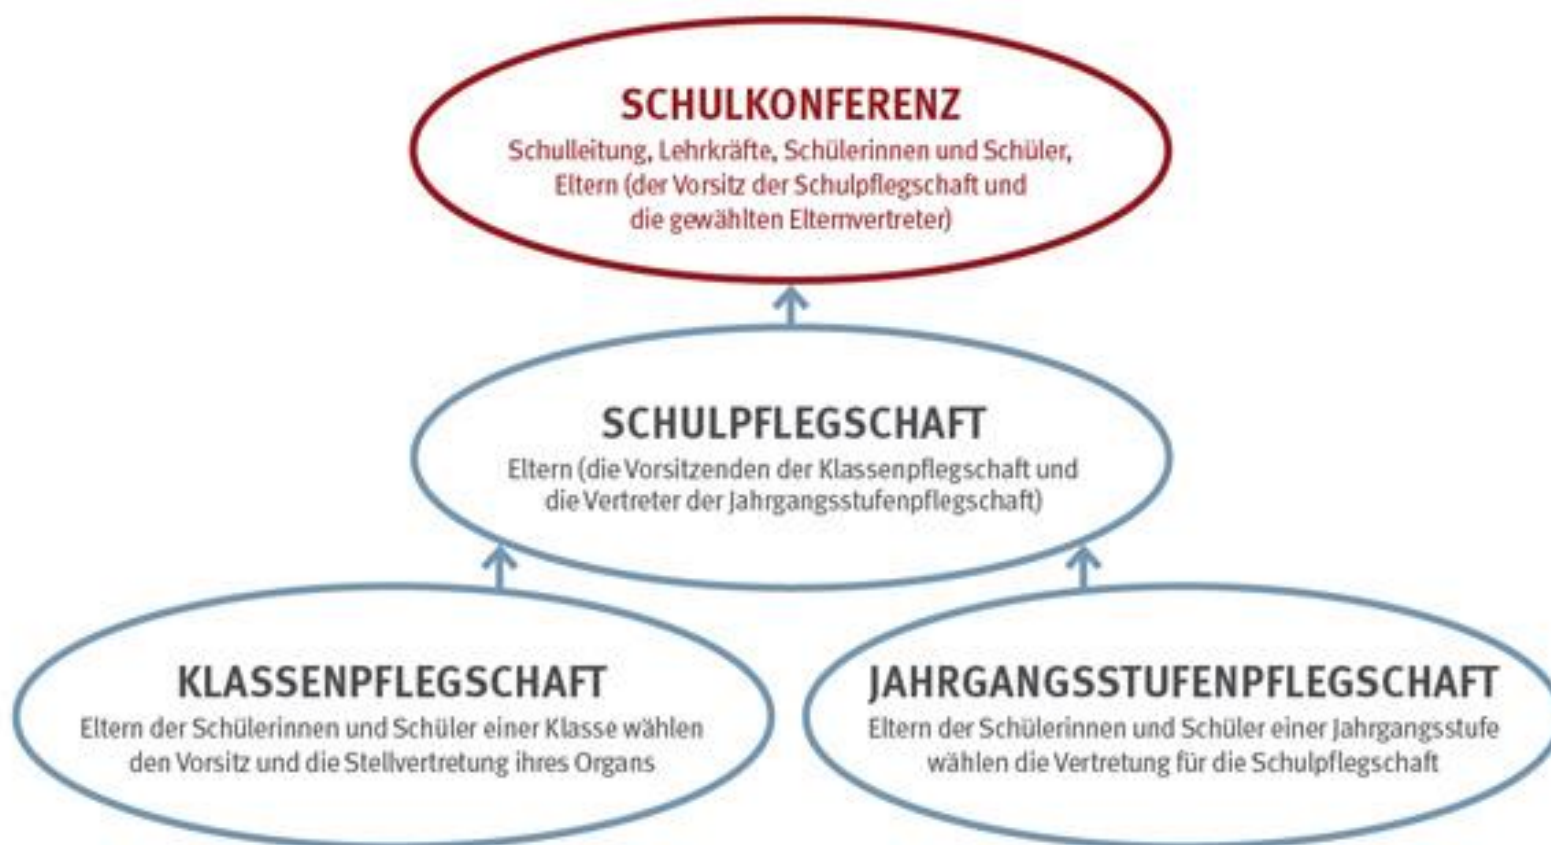 SCHULKONFERENZ
Schulleitung, Lehrkräfte, Schülerinnen und Schüler,
Eltern (der Vorsitz der Schulpflegschaft und
die gewählten Elternvertreter)
SCHULPFLEGSCHAFT
Eltern (die Vorsitzenden der Klassenpflegschaft und
die Vertreter der Jahrgangsstufenpflegschaft)
KLASSENPFLEGSCHAFT
Eltern der Schülerinnen und Schüler einer Klasse wählen
den Vorsitz und die Stellvertretung ihres Organs
JAHRGANGSSTUFENPFLEGSCHAFT
Eltern der Schülerinnen und Schüler einer Jahrgangsstufe
wählen die Vertretung für die Schulpflegschaft